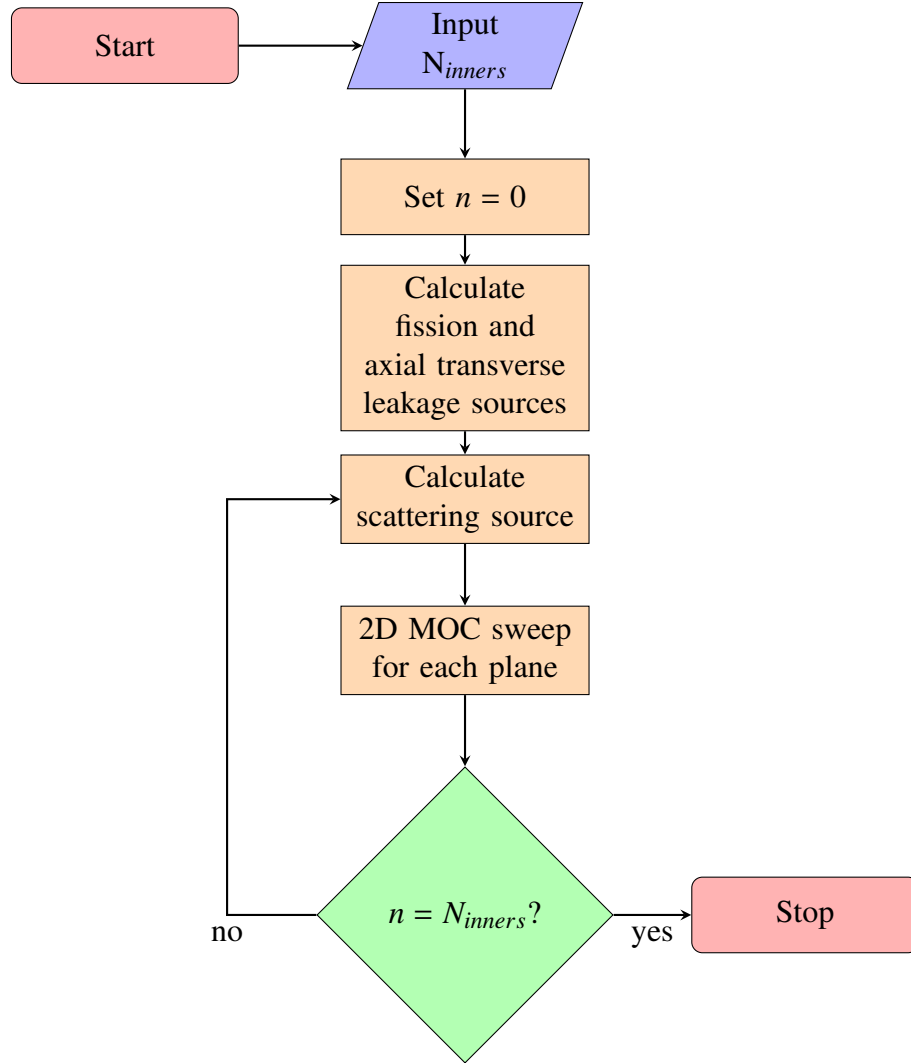 Start
Input
N_inners
Set n = 0
Calculate
fission and
axial transverse
leakage sources
Calculate
scattering source
2D MOC sweep
for each plane
n = N_inners?
no
yes
Stop